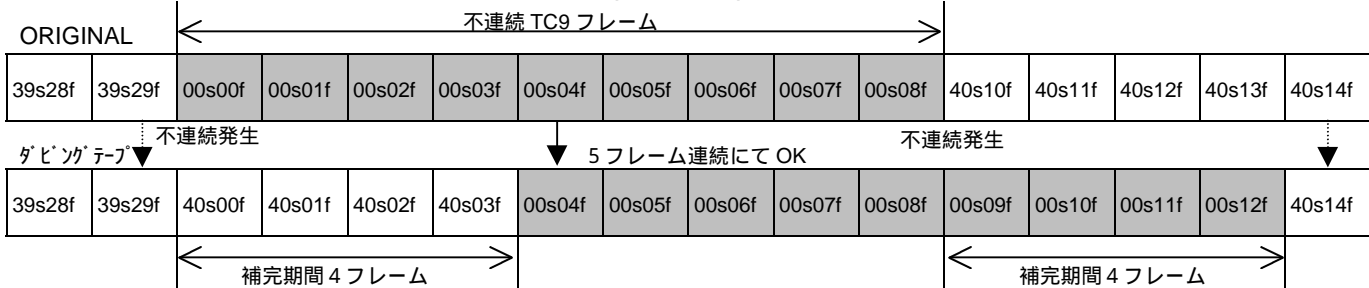 不連続 TC9 フレーム
ORIGINAL
39s28f 39s29f 00s00f 00s01f 00s02f 00s03f 00s04f 00s05f 00s06f 00s07f 00s08f 40s10f 40s11f 40s12f 40s13f 40s14f
不連続発生 不連続発生
ﾀﾞﾋﾞﾝｸﾞﾃｰﾌﾟ 5 フレーム連続にて OK
39s28f 39s29f 40s00f 40s01f 40s02f 40s03f 00s04f 00s05f 00s06f 00s07f 00s08f 00s09f 00s10f 00s11f 00s12f 40s14f
補完期間 4 フレーム 補完期間 4 フレーム